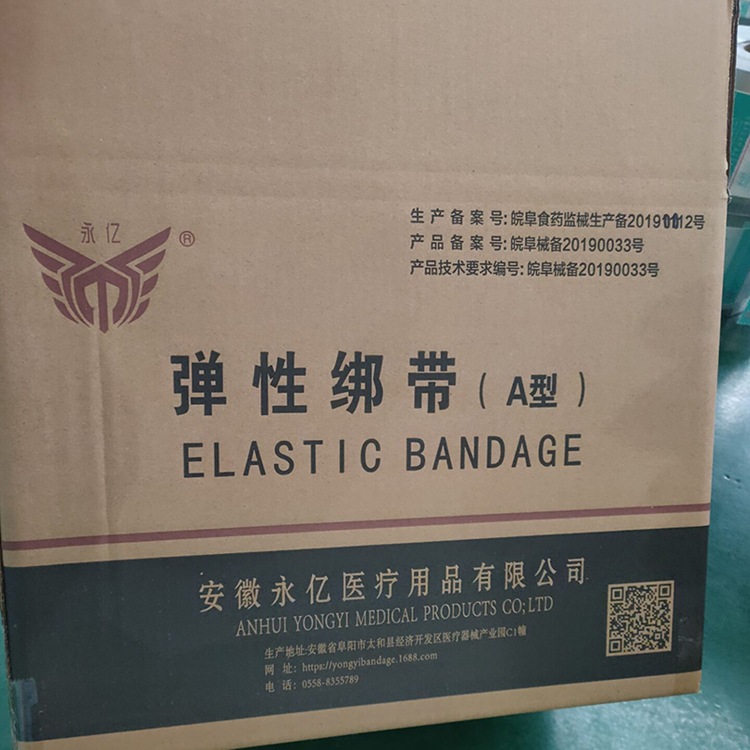 永亿
®
生产备案号:皖阜食药监械生产备20190012号
产品备案号:皖阜械备20190033号
产品技术要求编号:皖阜械备20190033号
弹性绑带(A型)
ELASTIC BANDAGE
安徽永亿医疗用品有限公司
ANHUI YONGYI MEDICAL PRODUCTS CO;LTD
生产地址:安徽省阜阳市太和县经济开发区医疗器械产业园C1幢
网 址: https://yongyibandage.1688.com
电 话: 0558-8355789